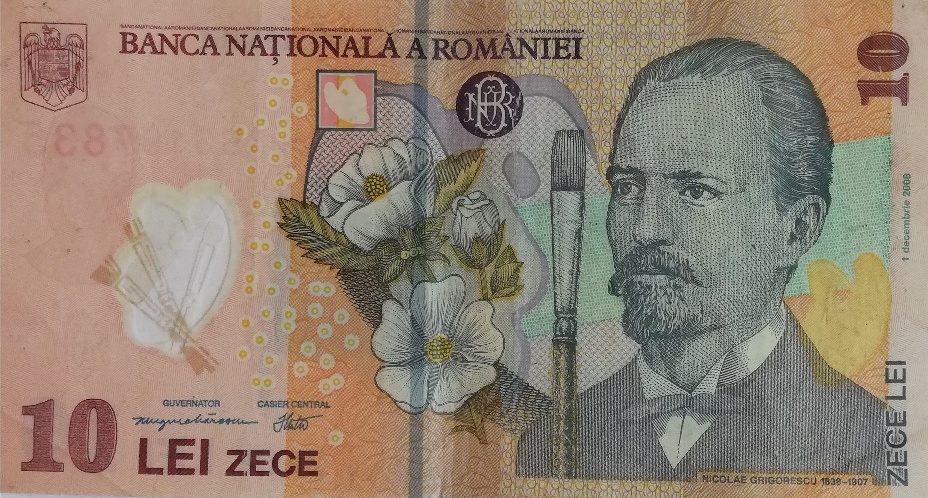 BANCA NAȚIONALĂ A ROMÂNIEI
10
1 decembrie 2008
GUVERNATOR
CASIER CENTRAL
10 LEI ZECE
ZECE LEI
NICOLAE GRIGORESCU 1838-1907